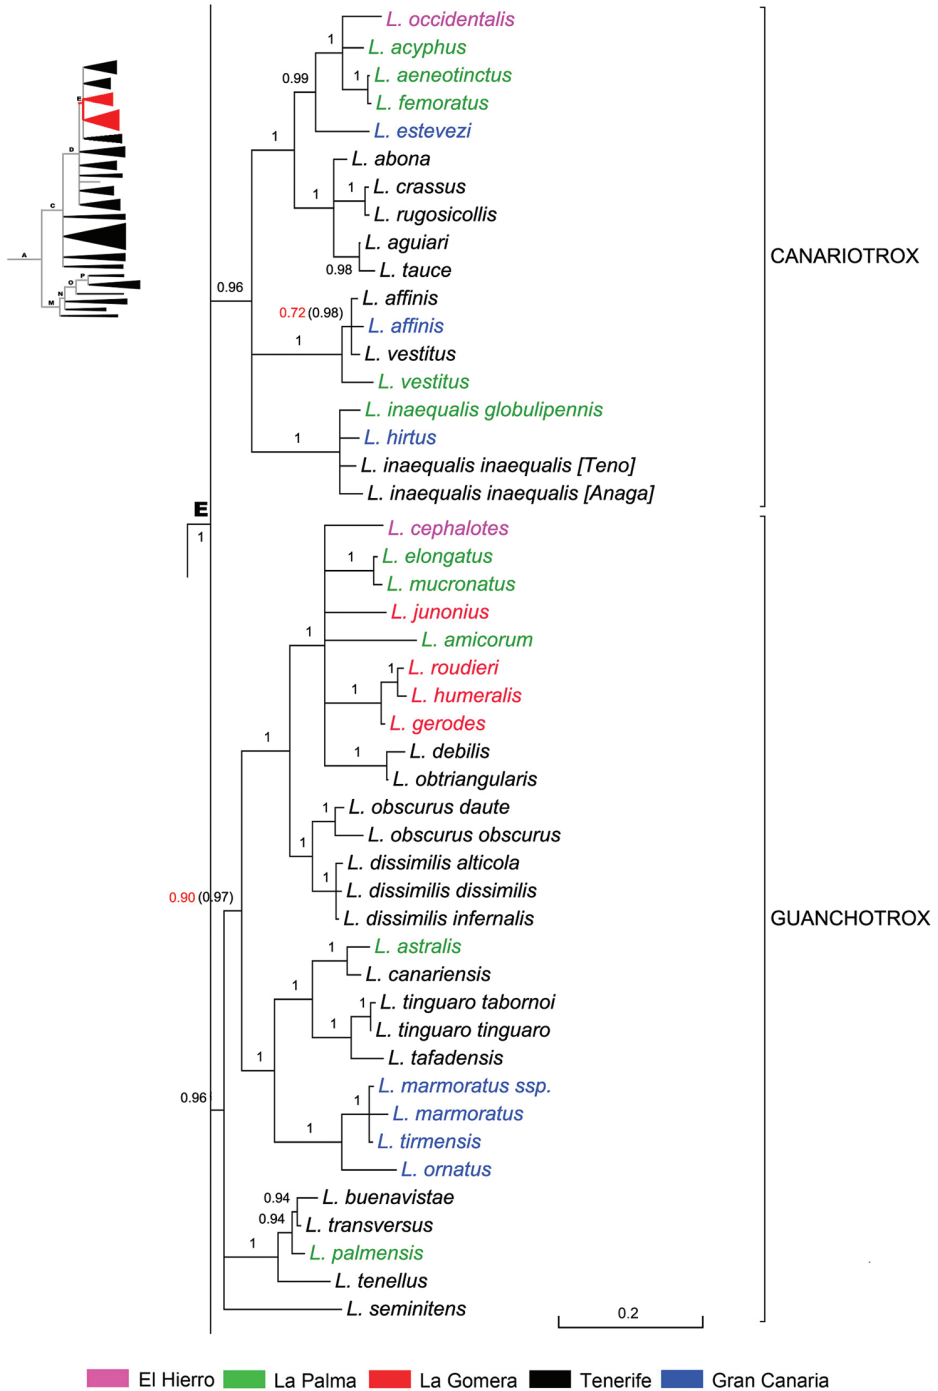 L. occidentalis
1
L. acyphus
0.99
1
L. aeneotinctus
L. femoratus
L. estevezi
1
L. abona
1
L. crassus
1
L. rugosicollis
L. aguiari
0.98
L. tauce
CANARIOTROX
0.96
L. affinis
0.72 (0.98)
L. affinis
1
L. vestitus
L. vestitus
L. inaequalis globulipennis
1
L. hirtus
L. inaequalis inaequalis [Teno]
L. inaequalis inaequalis [Anaga]
E
D
C
A
P
O
N
M
E
1
L. cephalotes
1
L. elongatus
L. mucronatus
L. junonius
1
L. amicorum
1
L. roudieri
1
L. humeralis
L. gerodes
1
1
L. debilis
L. obtriangularis
1
L. obscurus daute
L. obscurus obscurus
1
L. dissimilis alticola
1
L. dissimilis dissimilis
L. dissimilis infernalis
0.90 (0.97)
GUANCHOTROX
1
L. astralis
L. canariensis
1
1
L. tinguaro tabornoi
1
L. tinguaro tinguaro
L. tafadensis
1
L. marmoratus ssp.
1
L. marmoratus
1
L. tirmensis
L. ornatus
0.96
0.94
L. buenavistae
0.94
L. transversus
1
L. palmensis
L. tenellus
L. seminitens
0.2
El Hierro La Palma La Gomera Tenerife Gran Canaria